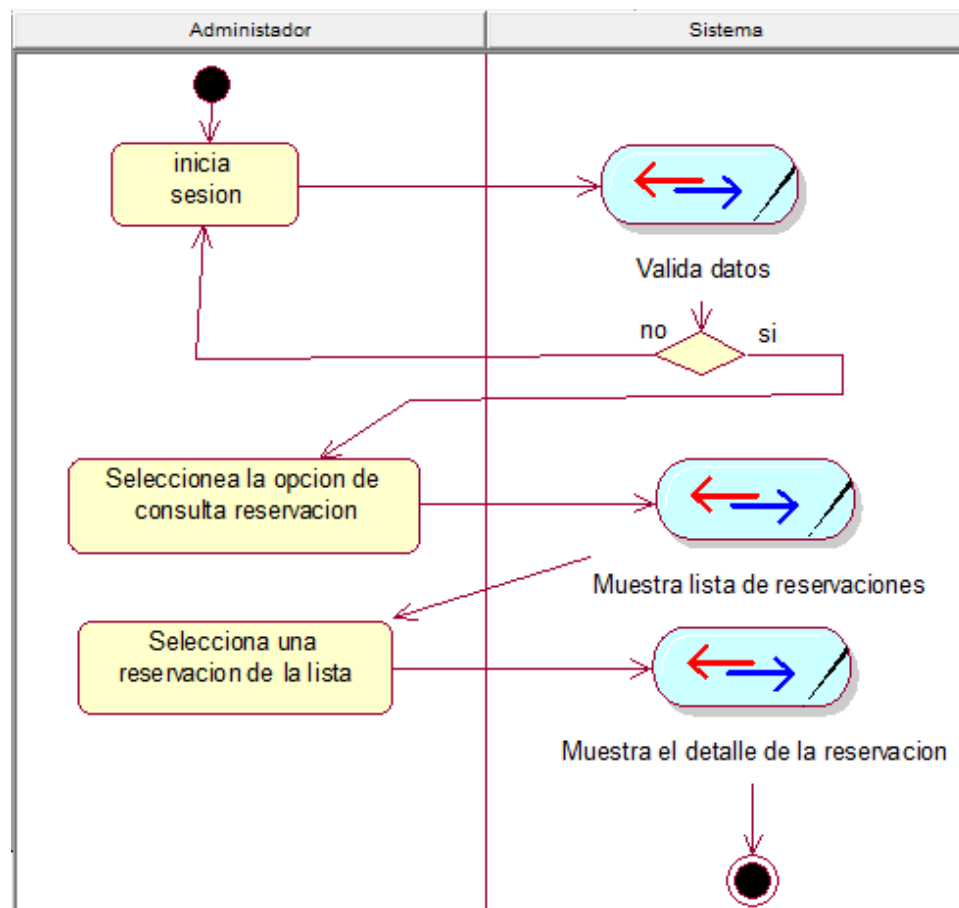 Administador
Sistema
inicia
sesion
Valida datos
no
si
Seleccionea la opcion de
consulta reservacion
Muestra lista de reservaciones
Selecciona una
reservacion de la lista
Muestra el detalle de la reservacion